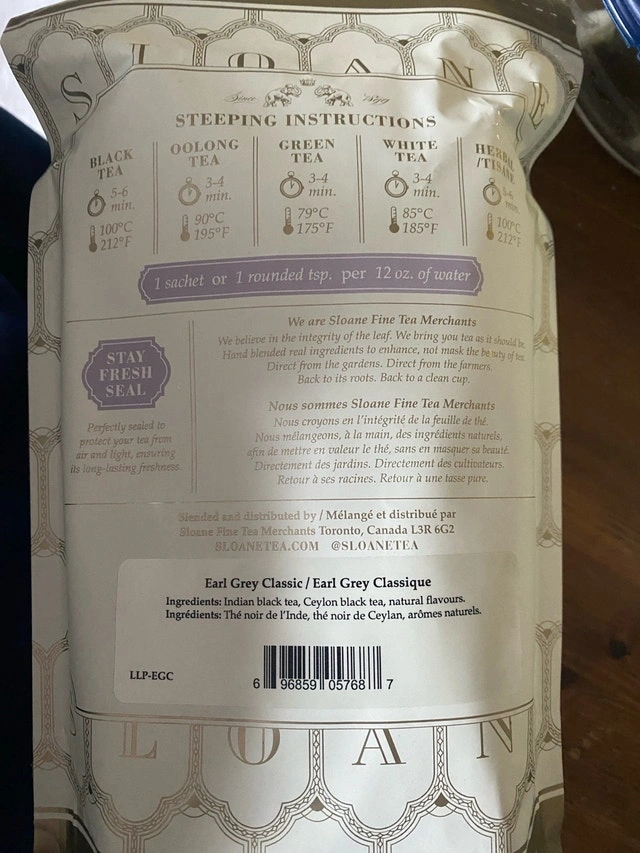 SLOANE
Since
STEEPING INSTRUCTIONS
BLACK
TEA
5-6
min.
100°C
212°F
OOLONG
TEA
3-4
min.
90°C
195°F
GREEN
TEA
3-4
min.
79°C
175°F
WHITE
TEA
3-4
min.
85°C
185°F
HERBAL
/TISANE
min.
100°C
212°F
1 sachet or 1 rounded tsp. per 12 oz. of water
STAY
FRESH
SEAL
Perfectly sealed to
protect your tea from
air and light, ensuring
its long-lasting freshness.
We are Sloane Fine Tea Merchants
We believe in the integrity of the leaf. We bring you tea as it should be.
Hand blended real ingredients to enhance, not mask the beauty of tea.
Direct from the gardens. Direct from the farmers.
Back to its roots. Back to a clean cup.
Nous sommes Sloane Fine Tea Merchants
Nous croyons en l'intégrité de la feuille de thé.
Nous mélangeons, à la main, des ingrédients naturels,
afin de mettre en valeur le thé, sans en masquer sa beauté.
Directement des jardins. Directement des cultivateurs.
Retour à ses racines. Retour à une tasse pure.
Blended and distributed by / Mélangé et distribué par
Sloane Fine Tea Merchants Toronto, Canada L3R 6G2
SLOANETEA.COM @SLOANETEA
Earl Grey Classic / Earl Grey Classique
Ingredients: Indian black tea, Ceylon black tea, natural flavours.
Ingrédients: Thé noir de l'Inde, thé noir de Ceylan, arômes naturels.
LLP-EGC
6 96859 05768 7
LOAN